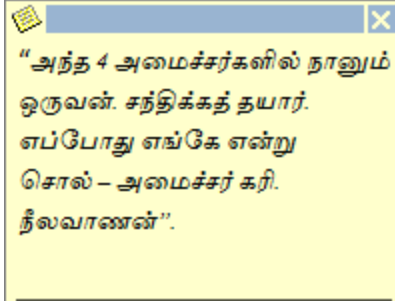 “அந்த 4 அமைச்சர்களில் நானும்
ஒருவன். சந்திக்கத் தயார்.
எப்போது எங்கே என்று
சொல் – அமைச்சர் கரி.
நீலவாணன்”.